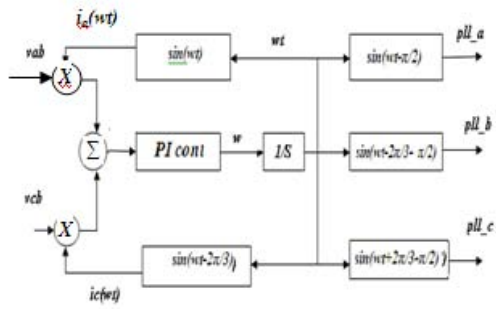 ia(wt)
wt
pll_a
vab
sin(wt)
sin(wt-π/2)
X
pll_b
Σ
PI cont
w
1/S
sin(wt-2π/3- π/2)
vcb
X
pll_c
sin(wt-2π/3))
sin(wt+2π/3-π/2) )
ic(wt)